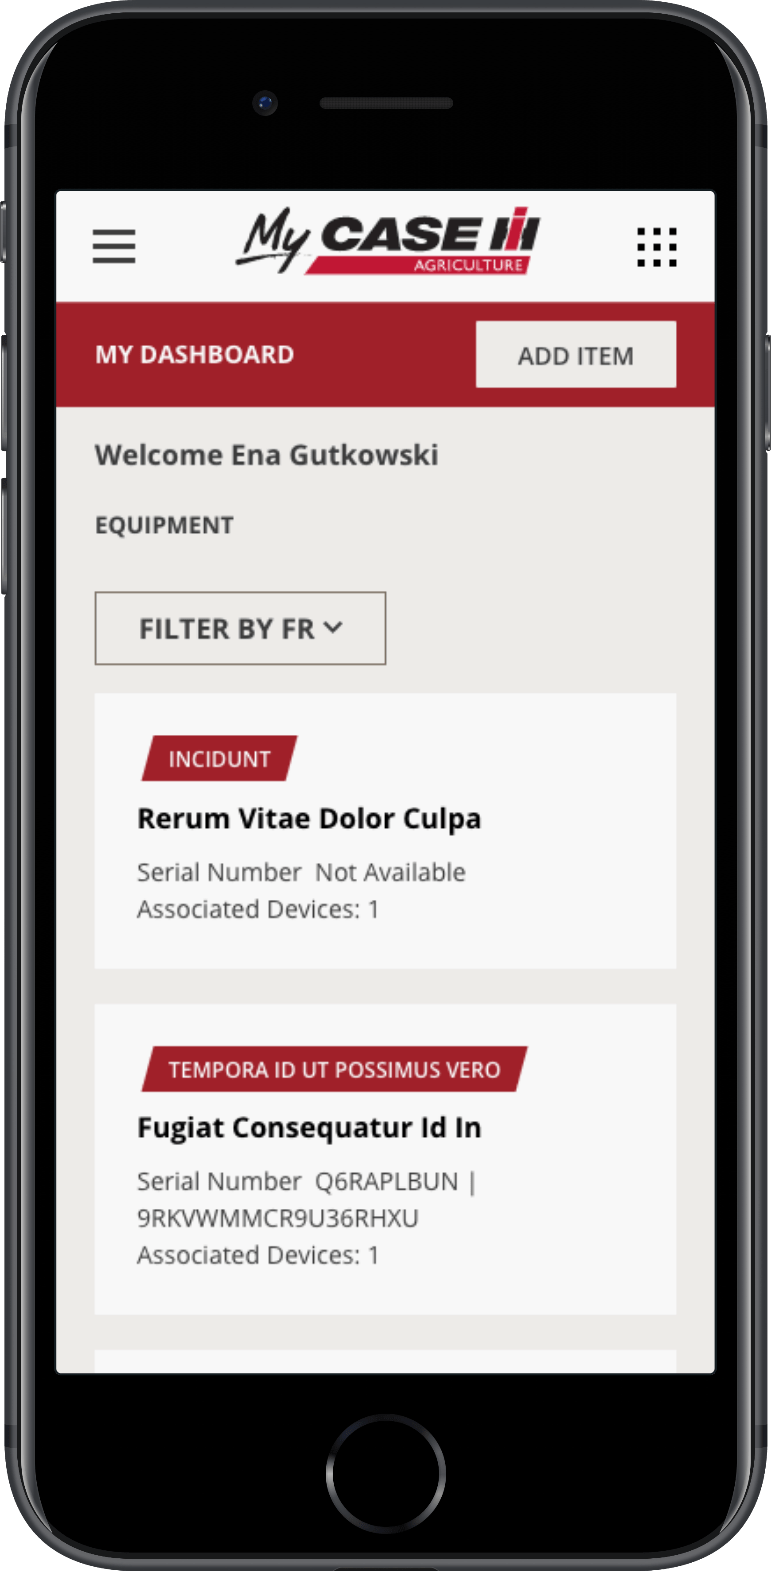 My CASE IH
AGRICULTURE
MY DASHBOARD
ADD ITEM
Welcome Ena Gutkowski
EQUIPMENT
FILTER BY FR
INCIDUNT
Rerum Vitae Dolor Culpa
Serial Number  Not Available
Associated Devices: 1
TEMPORA ID UT POSSIMUS VERO
Fugiat Consequatur Id In
Serial Number  Q6RAPLBUN |
9RKVWMMCR9U36RHXU
Associated Devices: 1